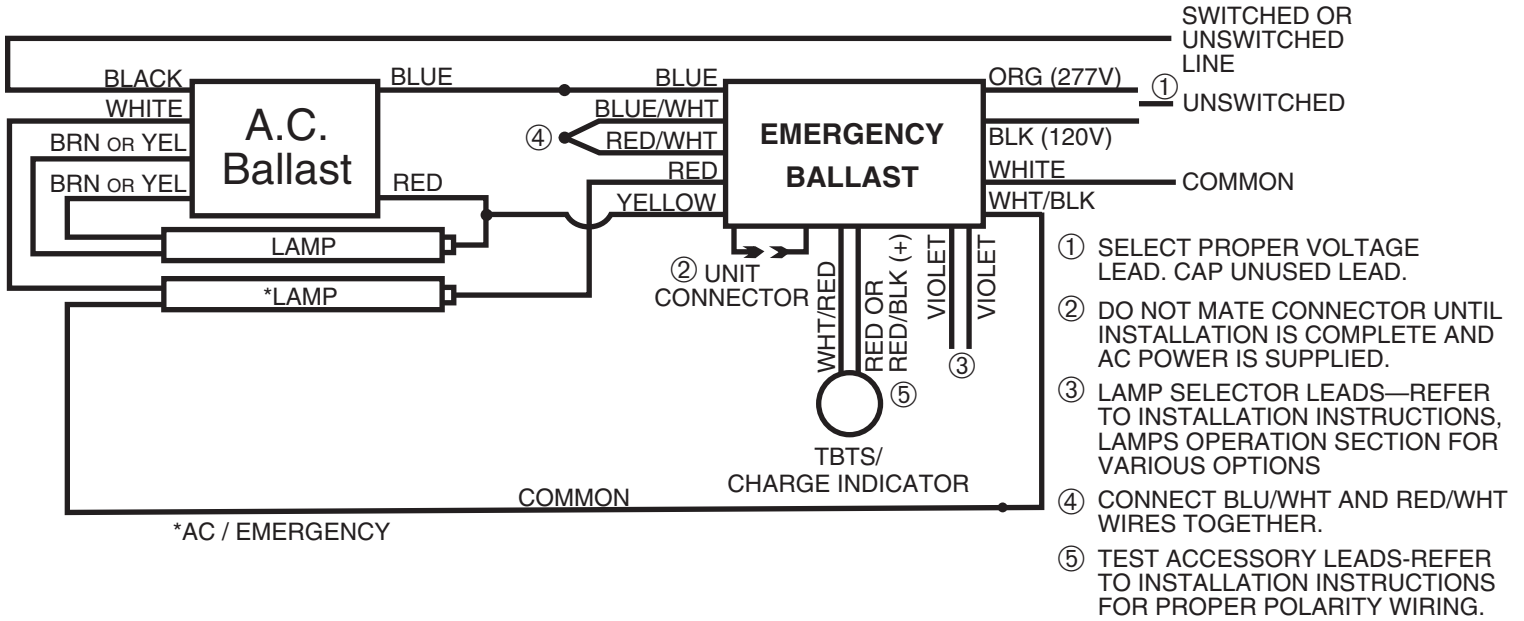 SWITCHED OR
UNSWITCHED
LINE
BLACK
BLUE
BLUE
ORG (277V)
①
UNSWITCHED
WHITE
BLUE/WHT
A.C.
Ballast
EMERGENCY
BALLAST
BRN OR YEL
④
RED/WHT
BLK (120V)
BRN OR YEL
RED
RED
WHITE
COMMON
YELLOW
WHT/BLK
LAMP
*LAMP
② UNIT
CONNECTOR
WHT/RED
RED OR
RED/BLK (+)
VIOLET
VIOLET
③
⑤
TBTS/
CHARGE INDICATOR
COMMON
*AC / EMERGENCY
① SELECT PROPER VOLTAGE
LEAD. CAP UNUSED LEAD.
② DO NOT MATE CONNECTOR UNTIL
INSTALLATION IS COMPLETE AND
AC POWER IS SUPPLIED.
③ LAMP SELECTOR LEADS—REFER
TO INSTALLATION INSTRUCTIONS,
LAMPS OPERATION SECTION FOR
VARIOUS OPTIONS
④ CONNECT BLU/WHT AND RED/WHT
WIRES TOGETHER.
⑤ TEST ACCESSORY LEADS-REFER
TO INSTALLATION INSTRUCTIONS
FOR PROPER POLARITY WIRING.